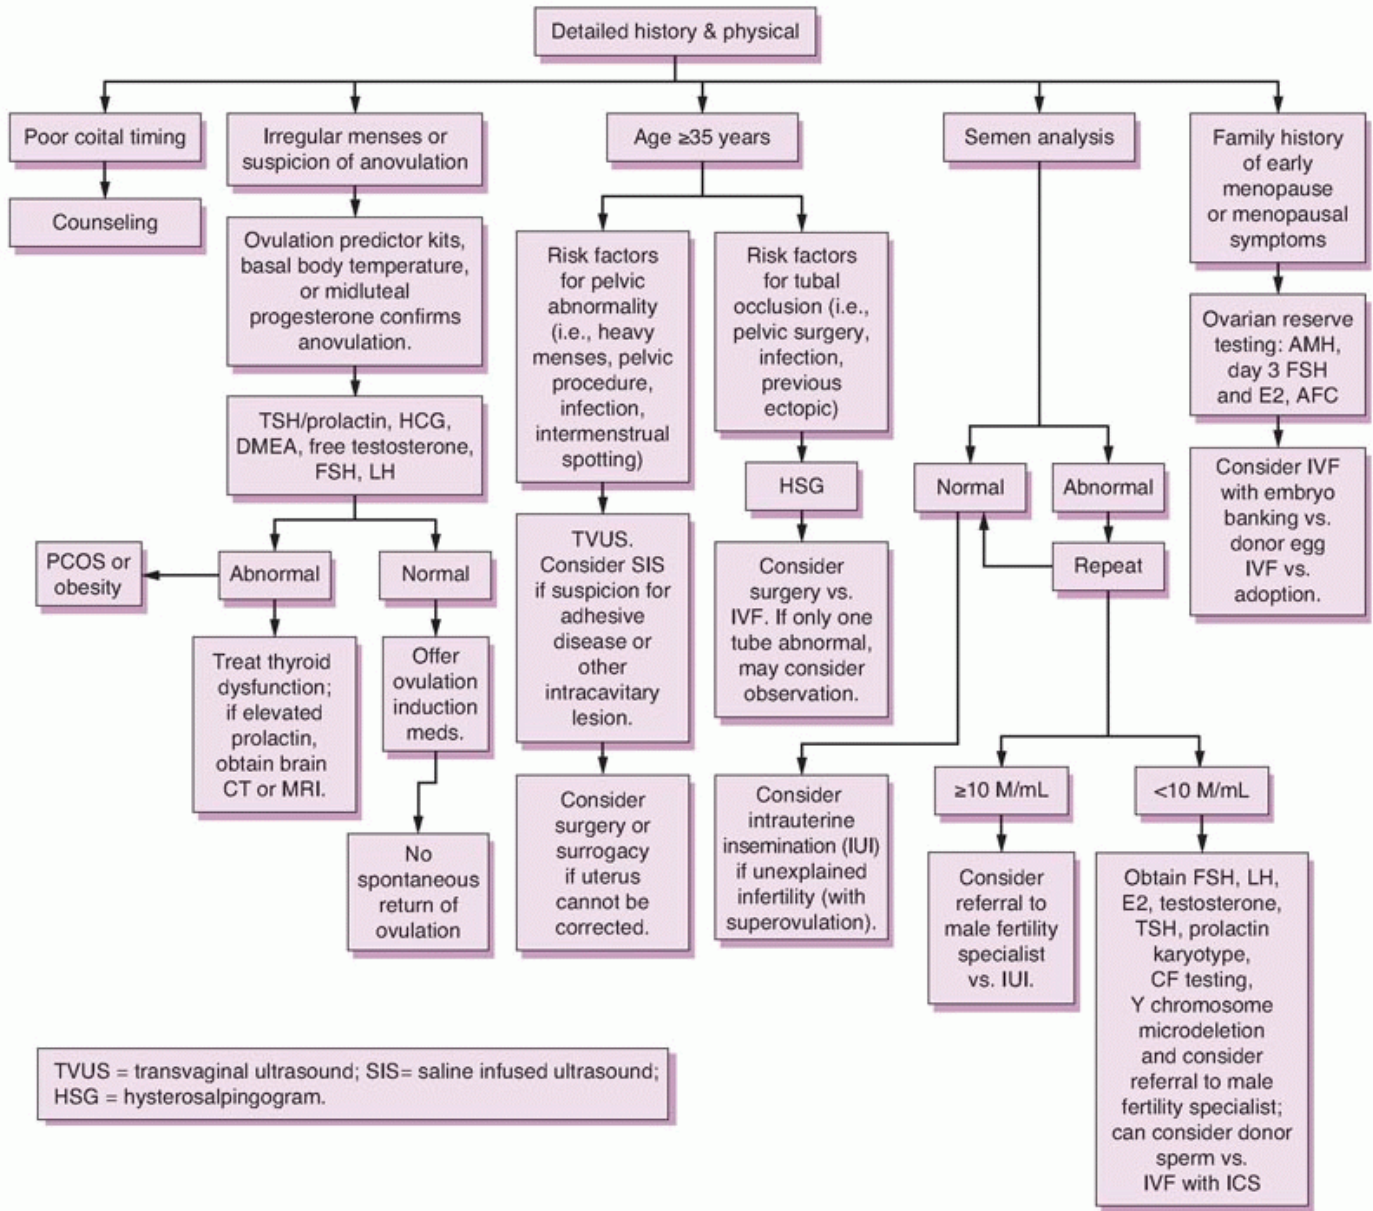 Detailed history & physical
Poor coital timing
Counseling
Irregular menses or
suspicion of anovulation
Ovulation predictor kits,
basal body temperature,
or midluteal
progesterone confirms
anovulation.
TSH/prolactin, HCG,
DMEA, free testosterone,
FSH, LH
Abnormal
PCOS or
obesity
Treat thyroid
dysfunction;
if elevated
prolactin,
obtain brain
CT or MRI.
Normal
Offer
ovulation
induction
meds.
No
spontaneous
return of
ovulation
Age ≥35 years
Risk factors
for pelvic
abnormality
(i.e., heavy
menses, pelvic
procedure,
infection,
intermenstrual
spotting)
TVUS.
Consider SIS
if suspicion for
adhesive
disease or
other
intracavitary
lesion.
Consider
surgery or
surrogacy
if uterus
cannot be
corrected.
Risk factors
for tubal
occlusion (i.e.,
pelvic surgery,
infection,
previous
ectopic)
HSG
Consider
surgery vs.
IVF. If only one
tube abnormal,
may consider
observation.
Semen analysis
Normal
Consider
intrauterine
insemination (IUI)
if unexplained
infertility (with
superovulation).
Abnormal
Repeat
≥10 M/mL
Consider
referral to
male fertility
specialist
vs. IUI.
<10 M/mL
Obtain FSH, LH,
E2, testosterone,
TSH, prolactin
karyotype,
CF testing,
Y chromosome
microdeletion
and consider
referral to male
fertility specialist;
can consider donor
sperm vs.
IVF with ICS
Family history
of early
menopause
or menopausal
symptoms
Ovarian reserve
testing: AMH,
day 3 FSH
and E2, AFC
Consider IVF
with embryo
banking vs.
donor egg
IVF vs.
adoption.
TVUS = transvaginal ultrasound; SIS= saline infused ultrasound;
HSG = hysterosalpingogram.